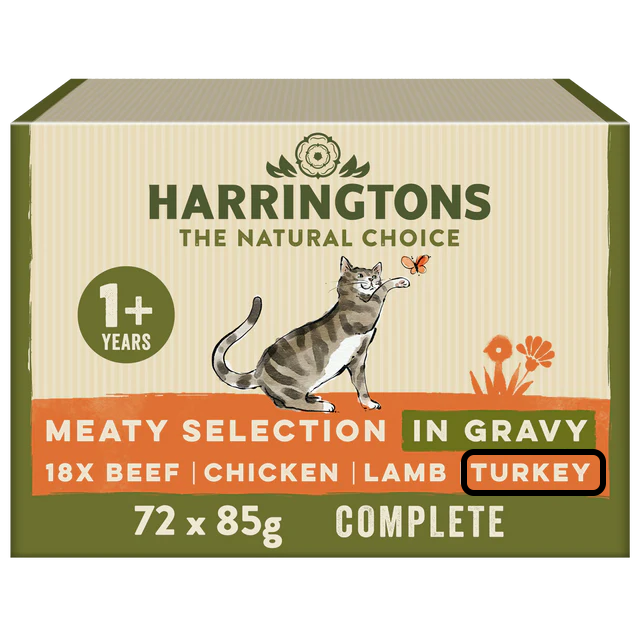 HARRINGTONS
THE NATURAL CHOICE
1+
YEARS
MEATY SELECTION IN GRAVY
18X BEEF | CHICKEN | LAMB TURKEY
72 x 85g COMPLETE